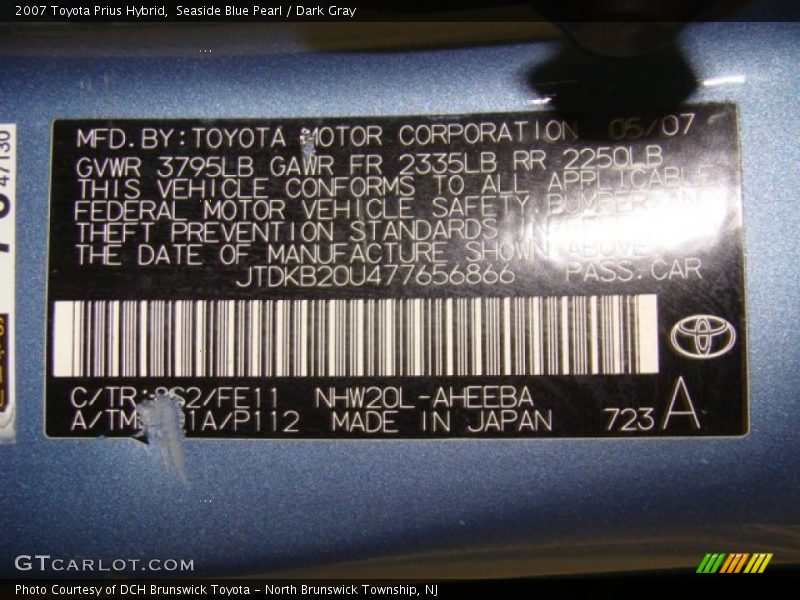 2007 Toyota Prius Hybrid, Seaside Blue Pearl / Dark Gray
47130
MFD.BY:TOYOTA MOTOR CORPORATION 05/07
GVWR 3795LB GAWR FR 2335LB RR 2250LB
THIS VEHICLE CONFORMS TO ALL APPLICABLE
FEDERAL MOTOR VEHICLE SAFETY BUMPER AND
THEFT PREVENTION STANDARDS IN EFFECT
THE DATE OF MANUFACTURE SHOWN ABOVE
JTDKB20U477656866 PASS.CAR
C/TR:8S2/FE11 NHW20L-AHEEBA
A/P112 MADE IN JAPAN 723 A
GTCARLOT.COM
Photo Courtesy of DCH Brunswick Toyota - North Brunswick Township, NJ